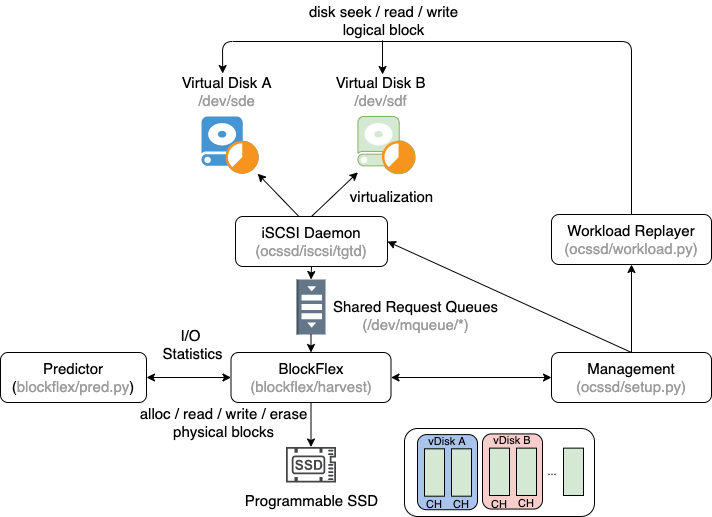 disk seek / read / write
logical block
Virtual Disk A
/dev/sde
Virtual Disk B
/dev/sdf
virtualization
iSCSI Daemon
(ocssd/iscsi/tgtd)
Workload Replayer
(ocssd/workload.py)
Shared Request Queues
(/dev/mqueue/*)
I/O
Statistics
Predictor
(blockflex/pred.py)
BlockFlex
(blockflex/harvest)
Management
(ocssd/setup.py)
alloc / read / write / erase
physical blocks
SSD
Programmable SSD
vDisk A
vDisk B
...
CH CH CH CH